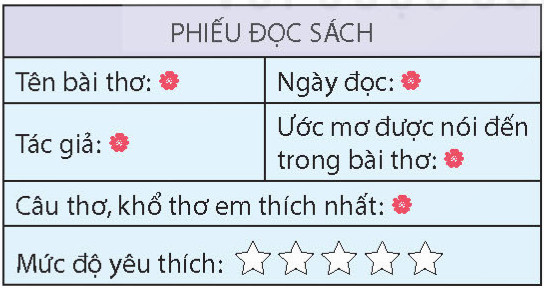 PHIẾU ĐỌC SÁCH
Tên bài thơ:
Ngày đọc:
Tác giả:
Ước mơ được nói đến
trong bài thơ:
Câu thơ, khổ thơ em thích nhất:
Mức độ yêu thích: